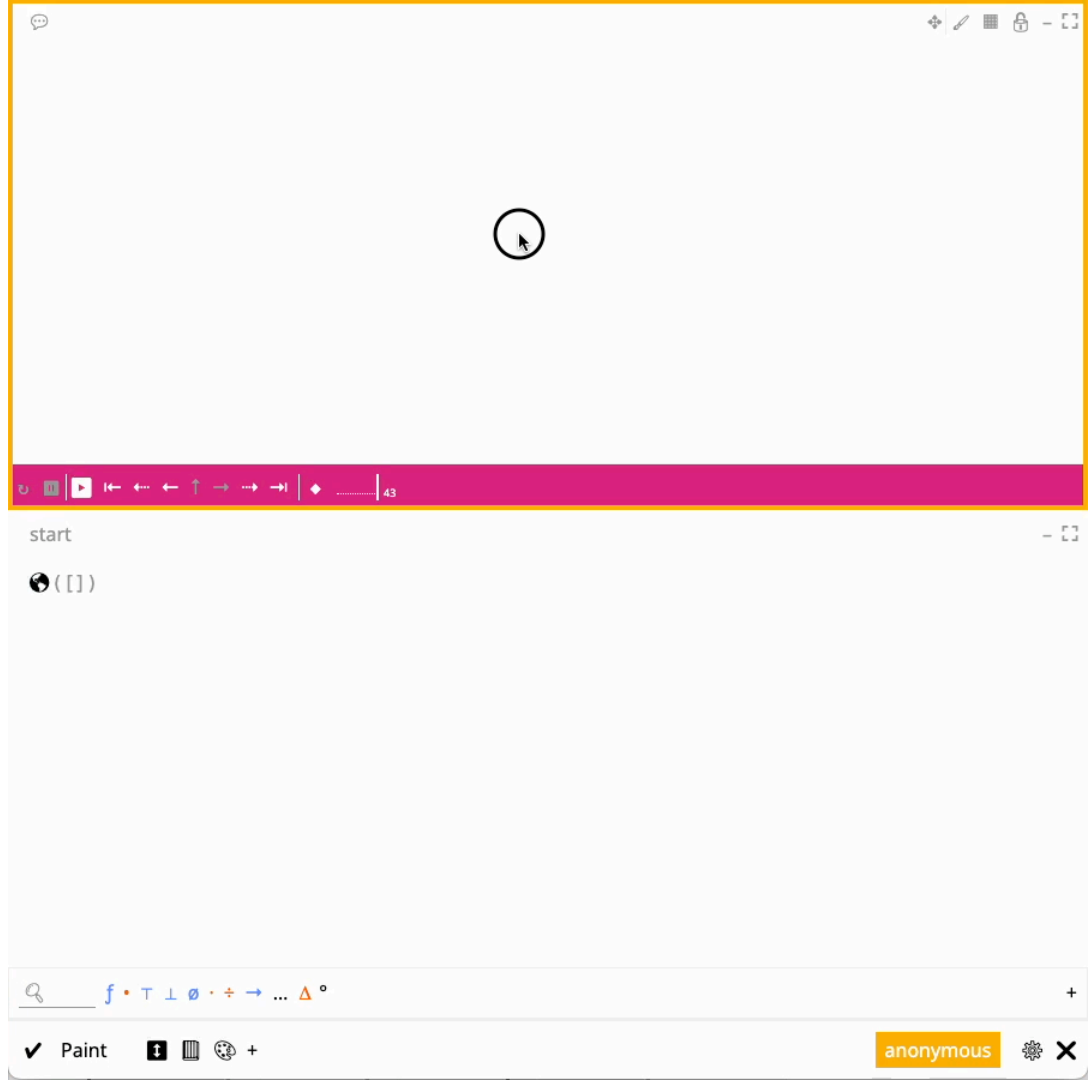 43
start
([])
ƒ • ⊤ ⊥ ø · ÷ → ... Δ °
+
✔ Paint + anonymous